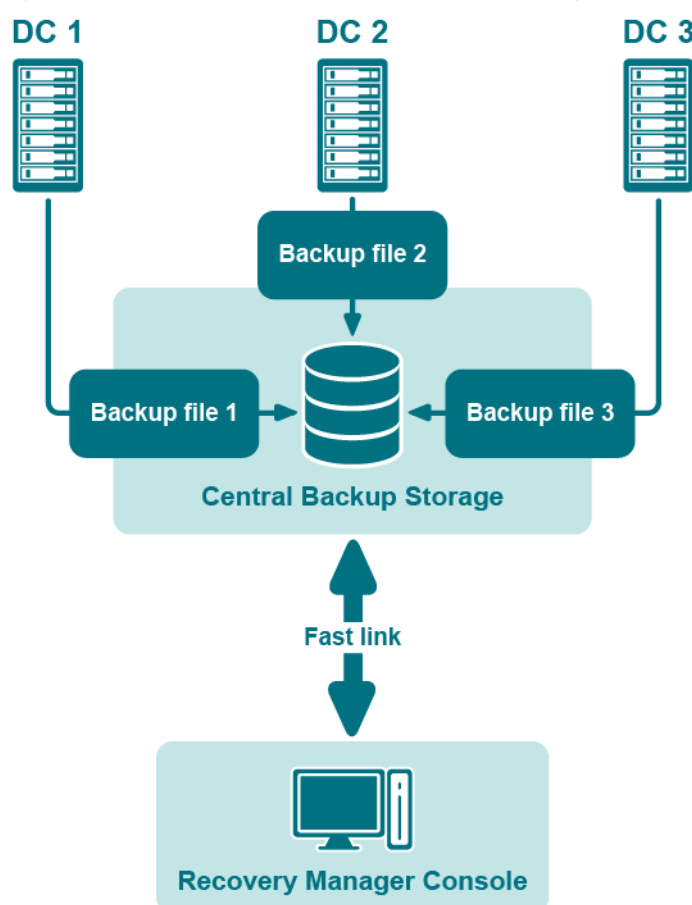 DC 1
DC 2
DC 3
Backup file 2
Backup file 1
Backup file 3
Central Backup Storage
Fast link
Recovery Manager Console